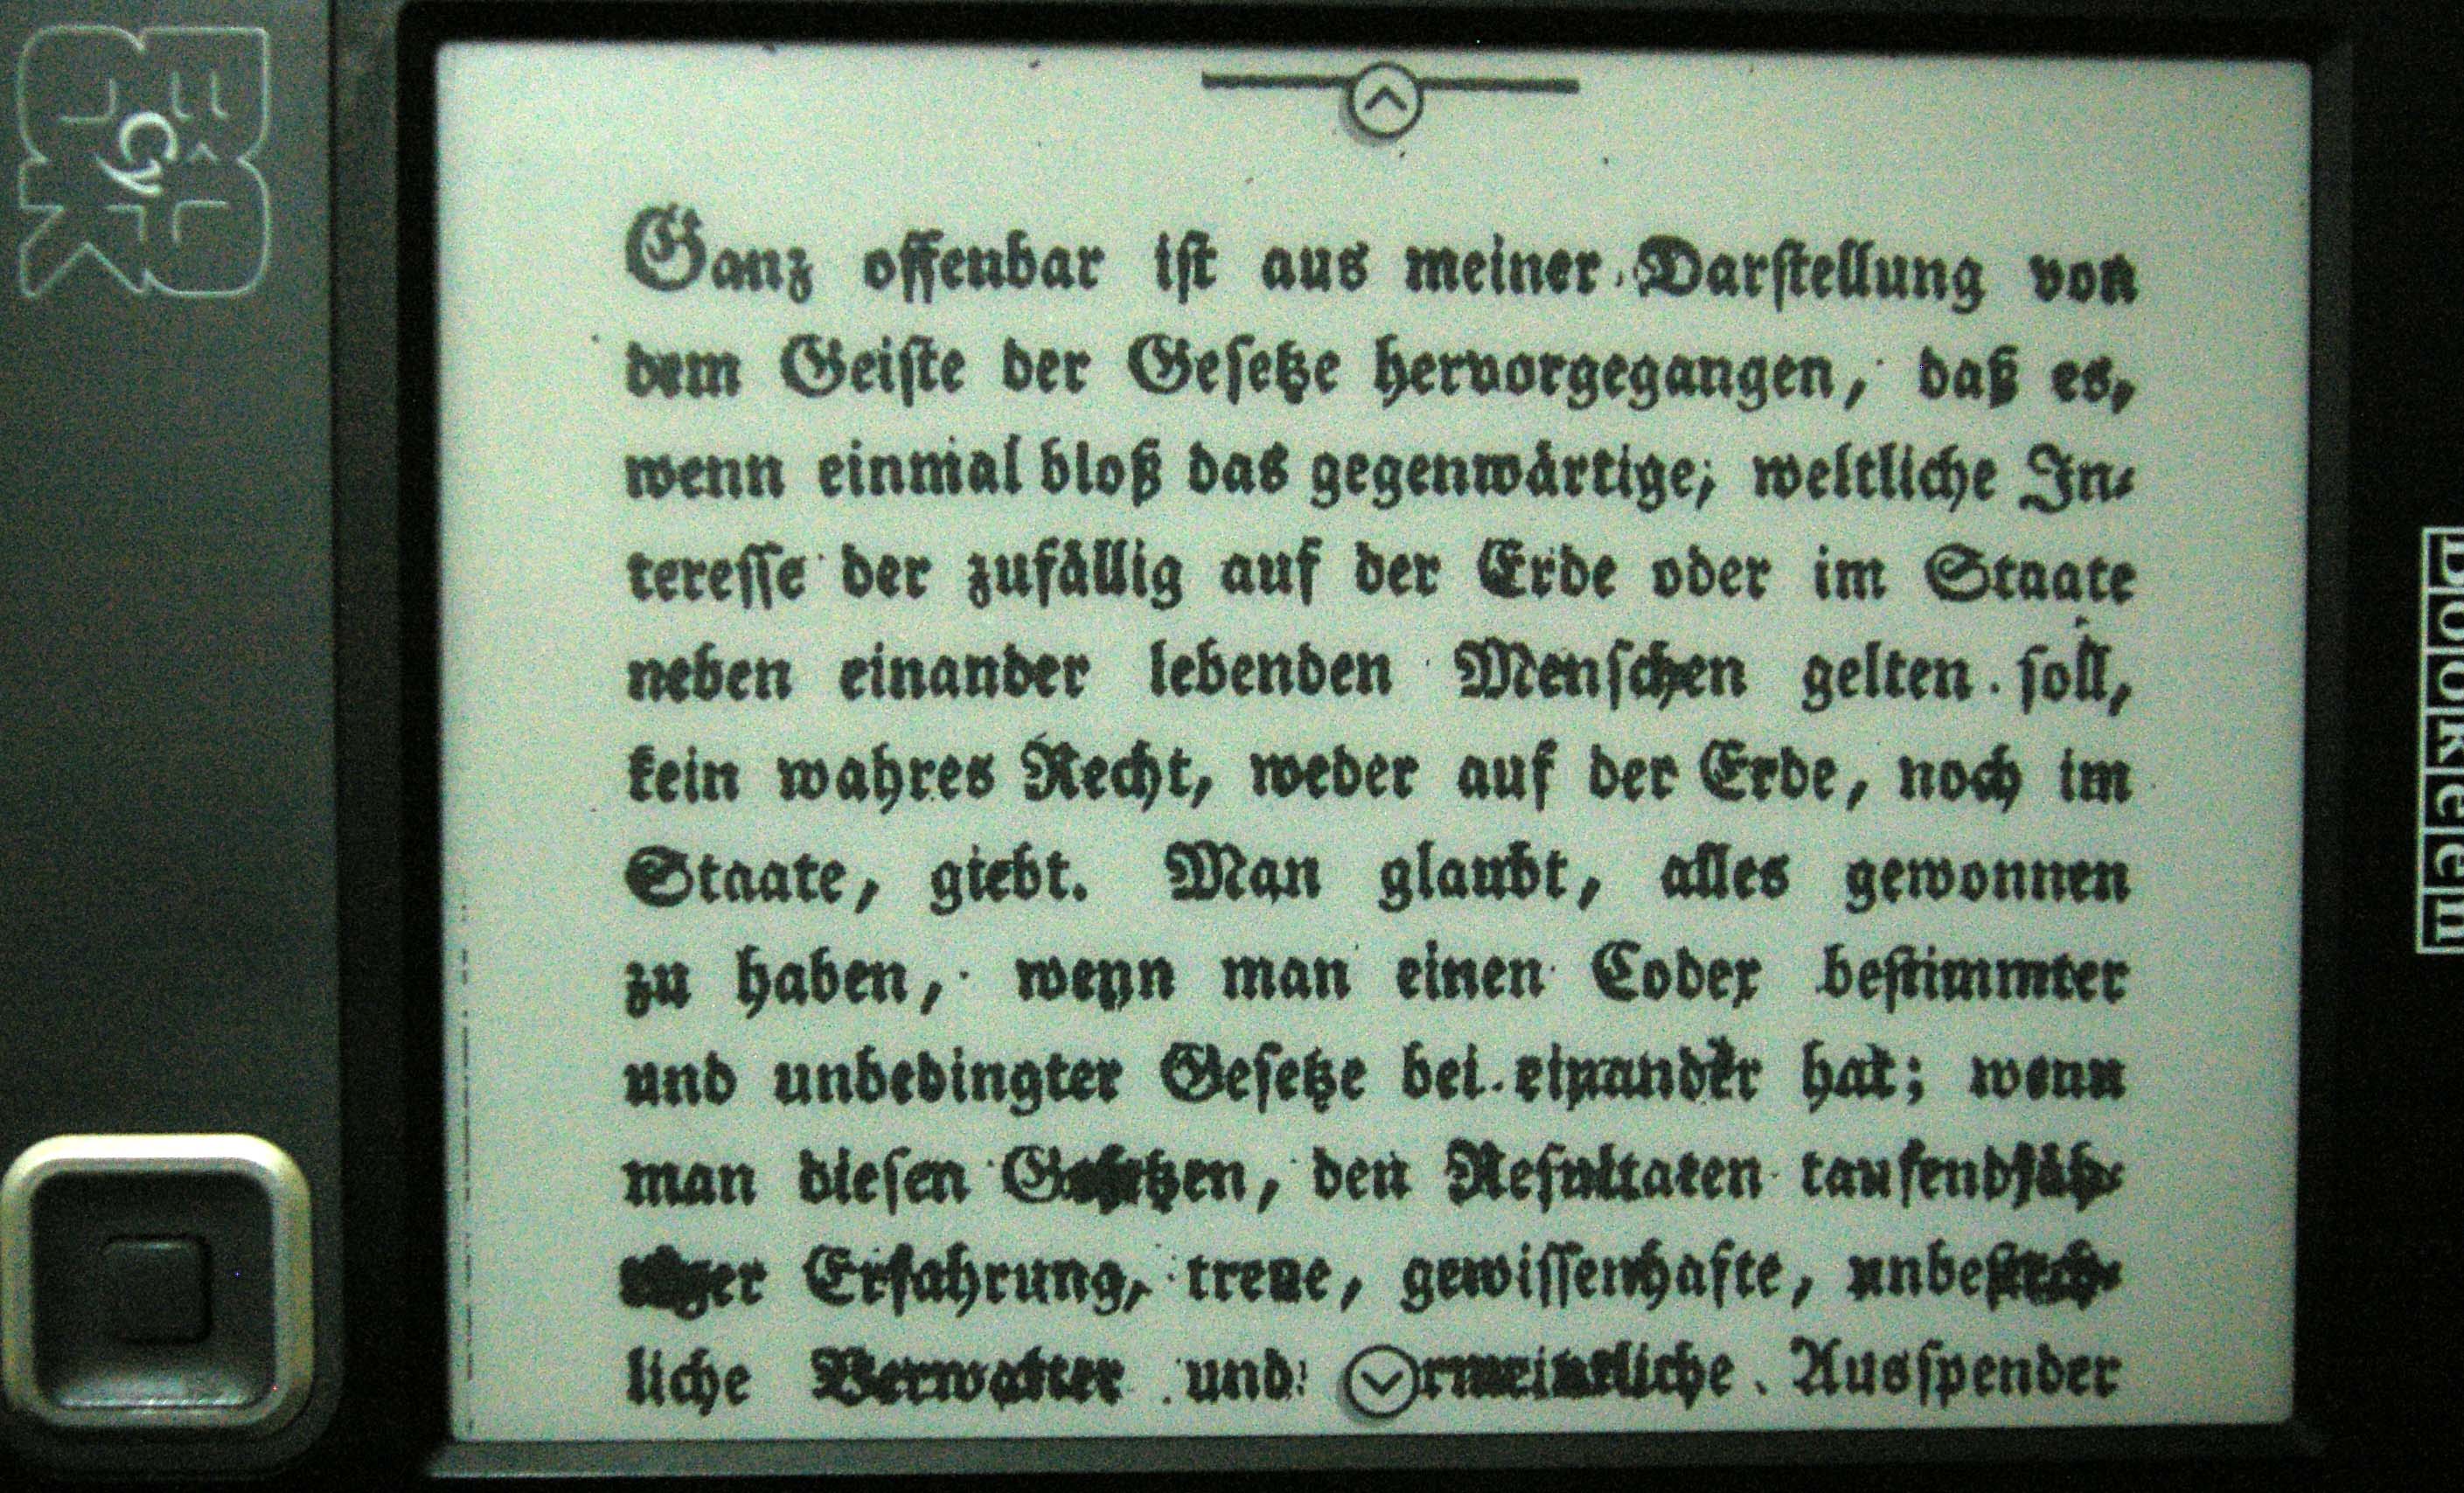 Cy
BOOK
Ganz offenbar ist aus meiner Darstellung von
dem Geiste der Gesetze hervorgegangen, daß es,
wenn einmal bloß das gegenwärtige, weltliche In-
teresse der zufällig auf der Erde oder im Staate
neben einander lebenden Menschen gelten soll,
kein wahres Recht, weder auf der Erde, noch im
Staate, giebt. Man glaubt, alles gewonnen
zu haben, wenn man einen Codex bestimmter
und unbedingter Gesetze bei einander hat; wenn
man diesen Gesetzen, den Resultaten tausendjäh-
riger Erfahrung, treue, gewissenhafte, unbestech-
liche Verwalter und Ausspender
Bookeen